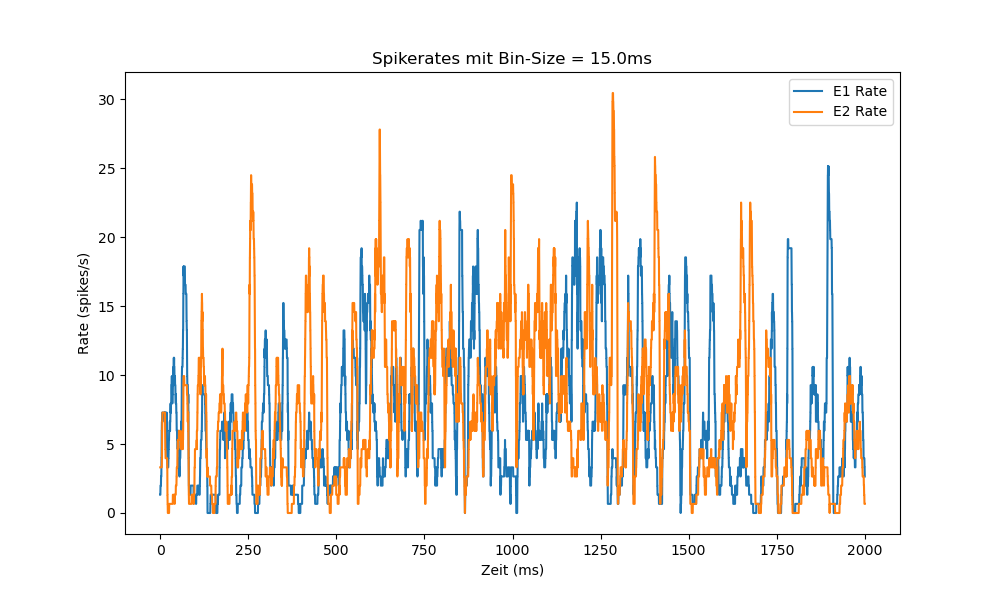 Spikerates mit Bin-Size = 15.0ms
E1 Rate
E2 Rate
Rate (spikes/s)
30
25
20
15
10
5
0
0 250 500 750 1000 1250 1500 1750 2000
Zeit (ms)